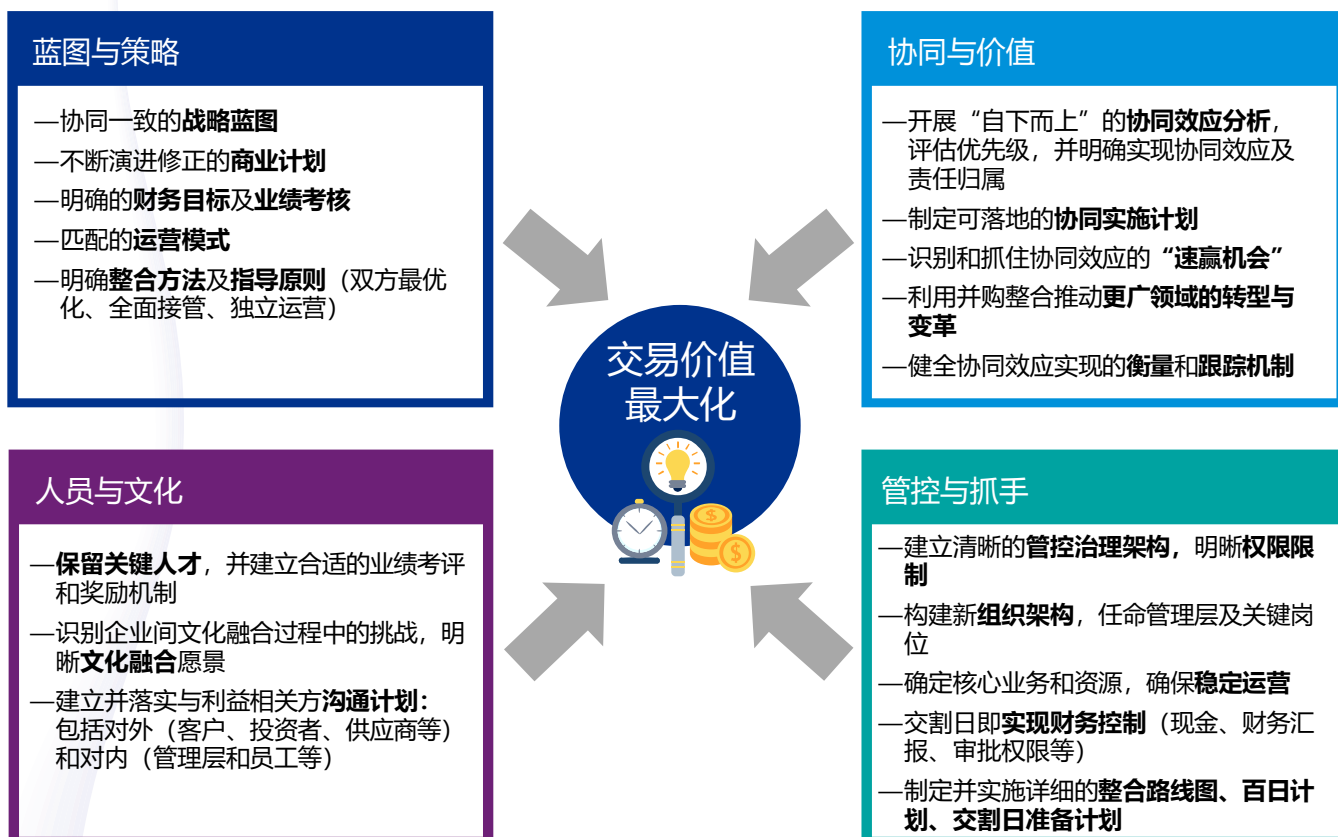 蓝图与策略
—协同一致的战略蓝图
—不断演进修正的商业计划
—明确的财务目标及业绩考核
—匹配的运营模式
—明确整合方法及指导原则（双方最优
化、全面接管、独立运营）
协同与价值
—开展“自下而上”的协同效应分析，
评估优先级，并明确实现协同效应及
责任归属
—制定可落地的协同实施计划
—识别和抓住协同效应的“速赢机会”
—利用并购整合推动更广领域的转型与
变革
—健全协同效应实现的衡量和跟踪机制
交易价值
最大化
人员与文化
—保留关键人才，并建立合适的业绩考评
和奖励机制
—识别企业间文化融合过程中的挑战，明
晰文化融合愿景
—建立并落实与利益相关方沟通计划：
包括对外（客户、投资者、供应商等）
和对内（管理层和员工等）
管控与抓手
—建立清晰的管控治理架构，明晰权限限
制
—构建新组织架构，任命管理层及关键岗
位
—确定核心业务和资源，确保稳定运营
—交割日即实现财务控制（现金、财务汇
报、审批权限等）
—制定并实施详细的整合路线图、百日计
划、交割日准备计划